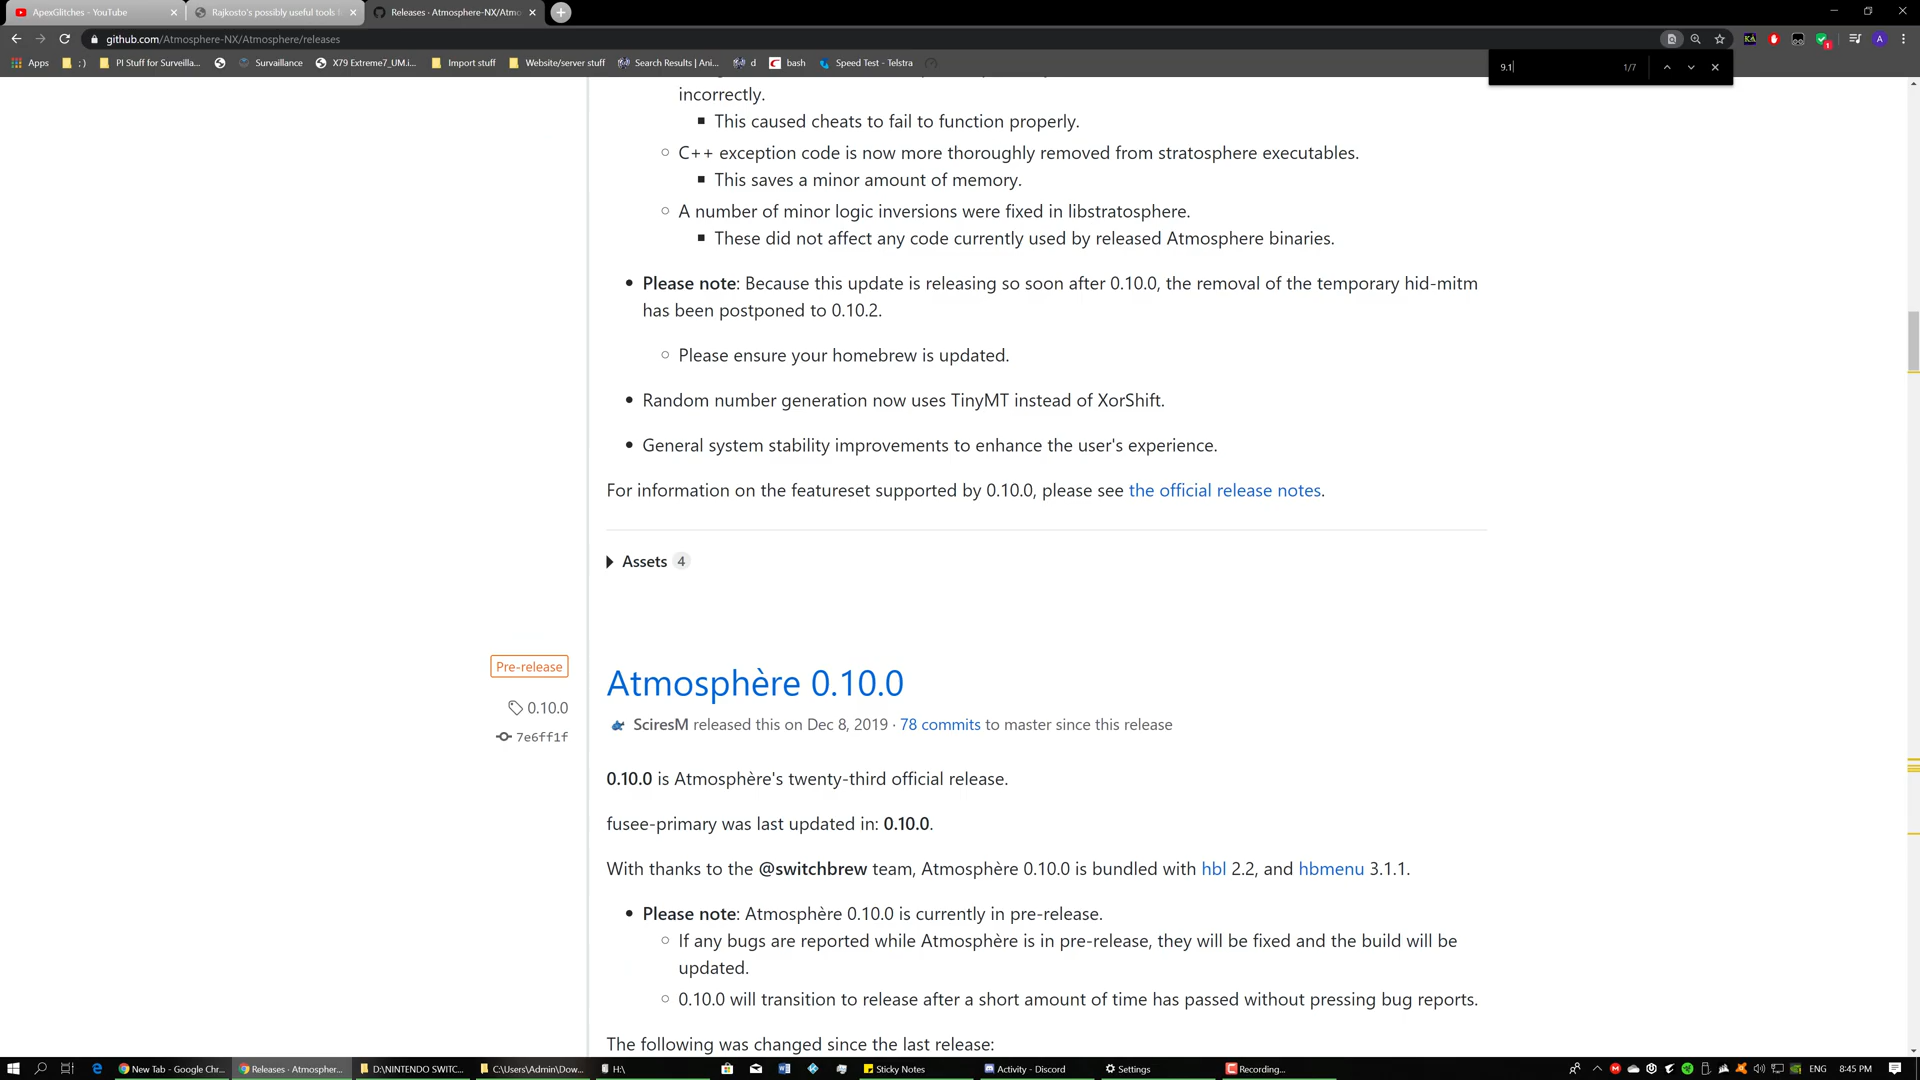 ApexGlitches - YouTube
Rajkosto's possibly useful tools f
Releases · Atmosphere-NX/Atmo
github.com/Atmosphere-NX/Atmosphere/releases
Apps
; )
PI Stuff for Surveilla...
Survaillance
X79 Extreme7_UM.i...
Import stuff
Website/server stuff
Search Results | Ani...
d
bash
Speed Test - Telstra
9.1
1/7
incorrectly.
This caused cheats to fail to function properly.
C++ exception code is now more thoroughly removed from stratosphere executables.
This saves a minor amount of memory.
A number of minor logic inversions were fixed in libstratosphere.
These did not affect any code currently used by released Atmosphere binaries.
Please note: Because this update is releasing so soon after 0.10.0, the removal of the temporary hid-mitm
has been postponed to 0.10.2.
Please ensure your homebrew is updated.
Random number generation now uses TinyMT instead of XorShift.
General system stability improvements to enhance the user's experience.
For information on the featureset supported by 0.10.0, please see the official release notes.
Assets 4
Pre-release
0.10.0
7e6ff1f
Atmosphère 0.10.0
SciresM released this on Dec 8, 2019 · 78 commits to master since this release
0.10.0 is Atmosphère's twenty-third official release.
fusee-primary was last updated in: 0.10.0.
With thanks to the @switchbrew team, Atmosphère 0.10.0 is bundled with hbl 2.2, and hbmenu 3.1.1.
Please note: Atmosphère 0.10.0 is currently in pre-release.
If any bugs are reported while Atmosphère is in pre-release, they will be fixed and the build will be
updated.
0.10.0 will transition to release after a short amount of time has passed without pressing bug reports.
The following was changed since the last release:
New Tab - Google Chr...
Releases · Atmospher...
D:\NINTENDO SWITC...
C:\Users\Admin\Dow...
H:\
Sticky Notes
Activity - Discord
Settings
Recording...
ENG
8:45 PM